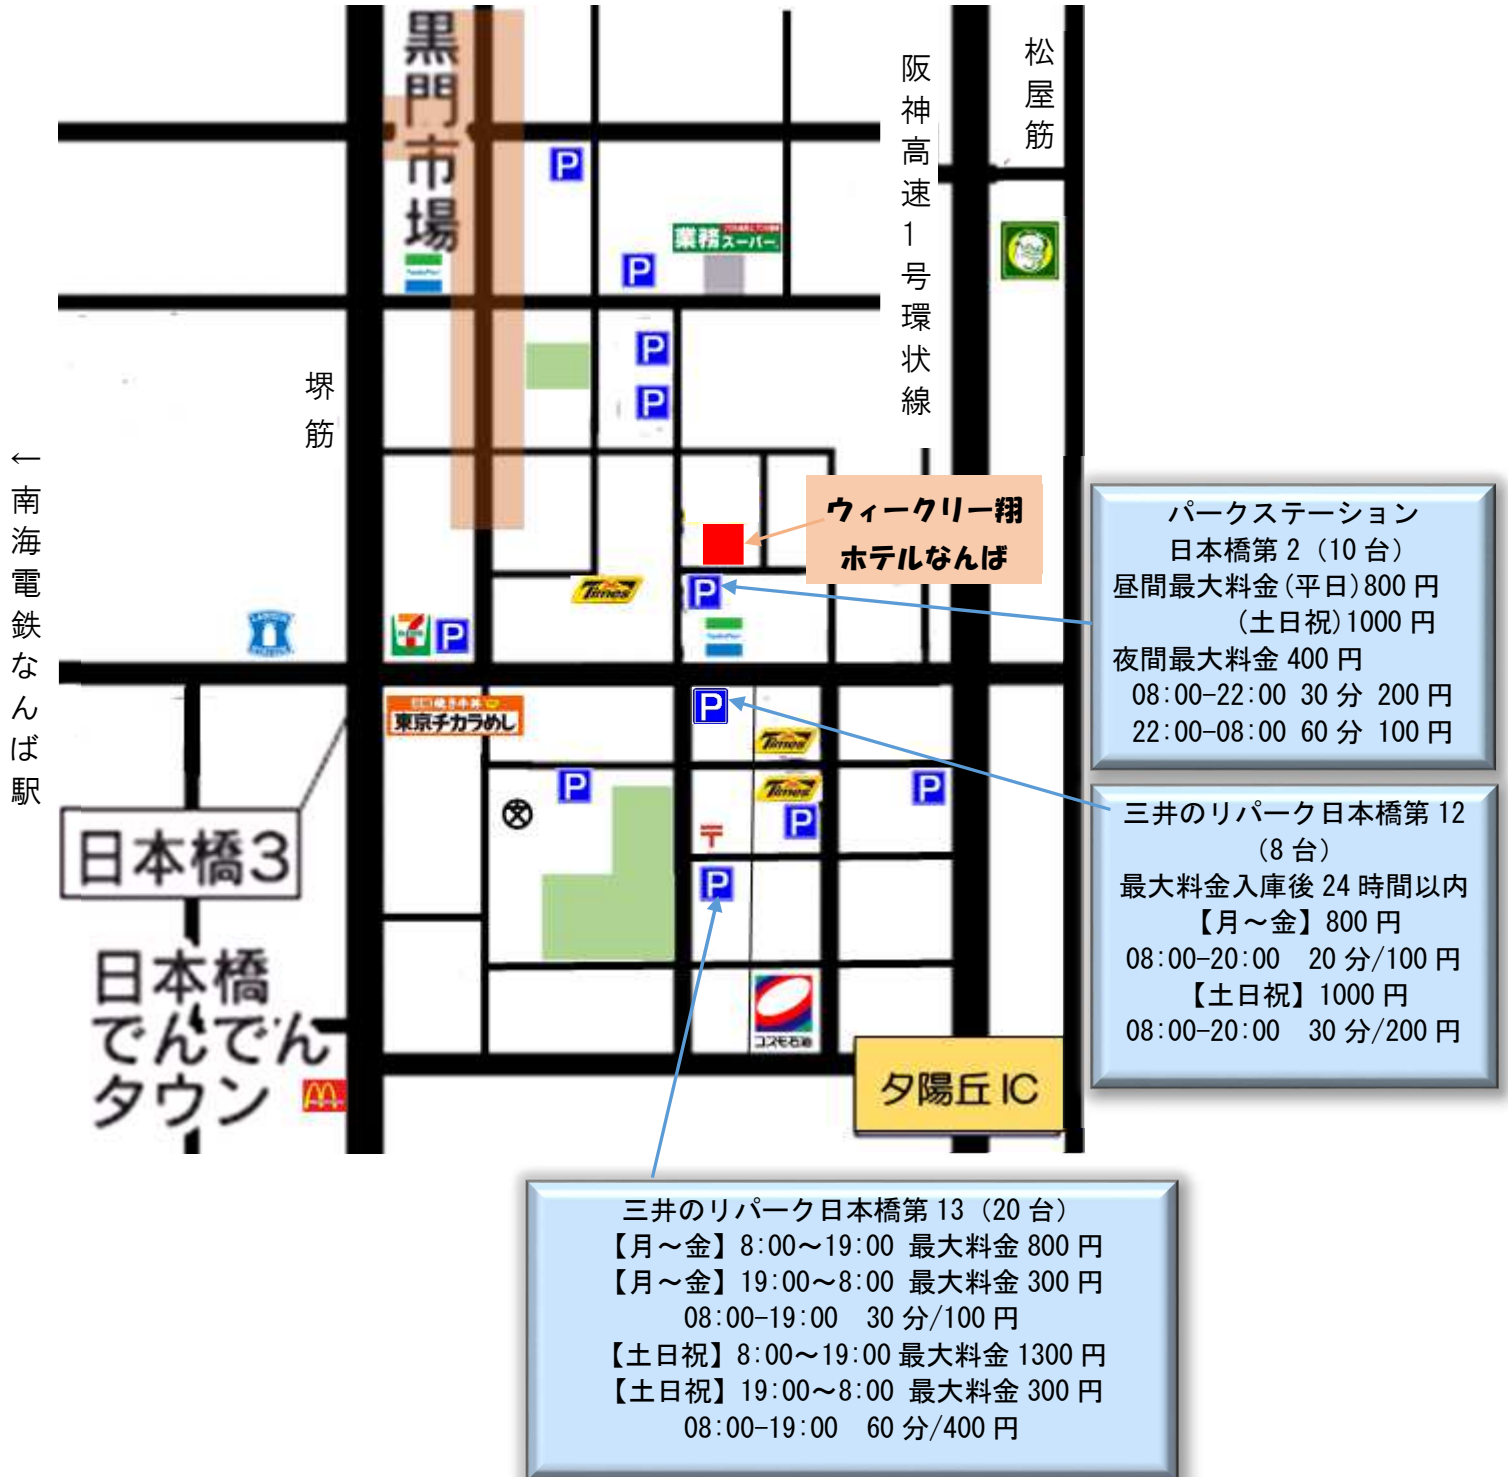 黒門市場
阪神高速1号環状線
松屋筋
業務スーパー
堺筋
←南海電鉄なんば駅
ウィークリー翔
ホテルなんば
Times
P
P
P
P
P
P
P
東京チカラめし
Times
Times
P
P
P
P
日本橋3
日本橋
でんでん
タウン
コスモ石油
夕陽丘IC
パークステーション
日本橋第2(10台)
昼間最大料金(平日)800円
(土日祝)1000円
夜間最大料金400円
08:00-22:00 30分 200円
22:00-08:00 60分 100円
三井のリパーク日本橋第12
(8台)
最大料金入庫後24時間以内
【月～金】800円
08:00-20:00 20分/100円
【土日祝】1000円
08:00-20:00 30分/200円
三井のリパーク日本橋第13(20台)
【月～金】8:00～19:00 最大料金800円
【月～金】19:00～8:00 最大料金300円
08:00-19:00 30分/100円
【土日祝】8:00～19:00最大料金1300円
【土日祝】19:00～8:00 最大料金300円
08:00-19:00 60分/400円